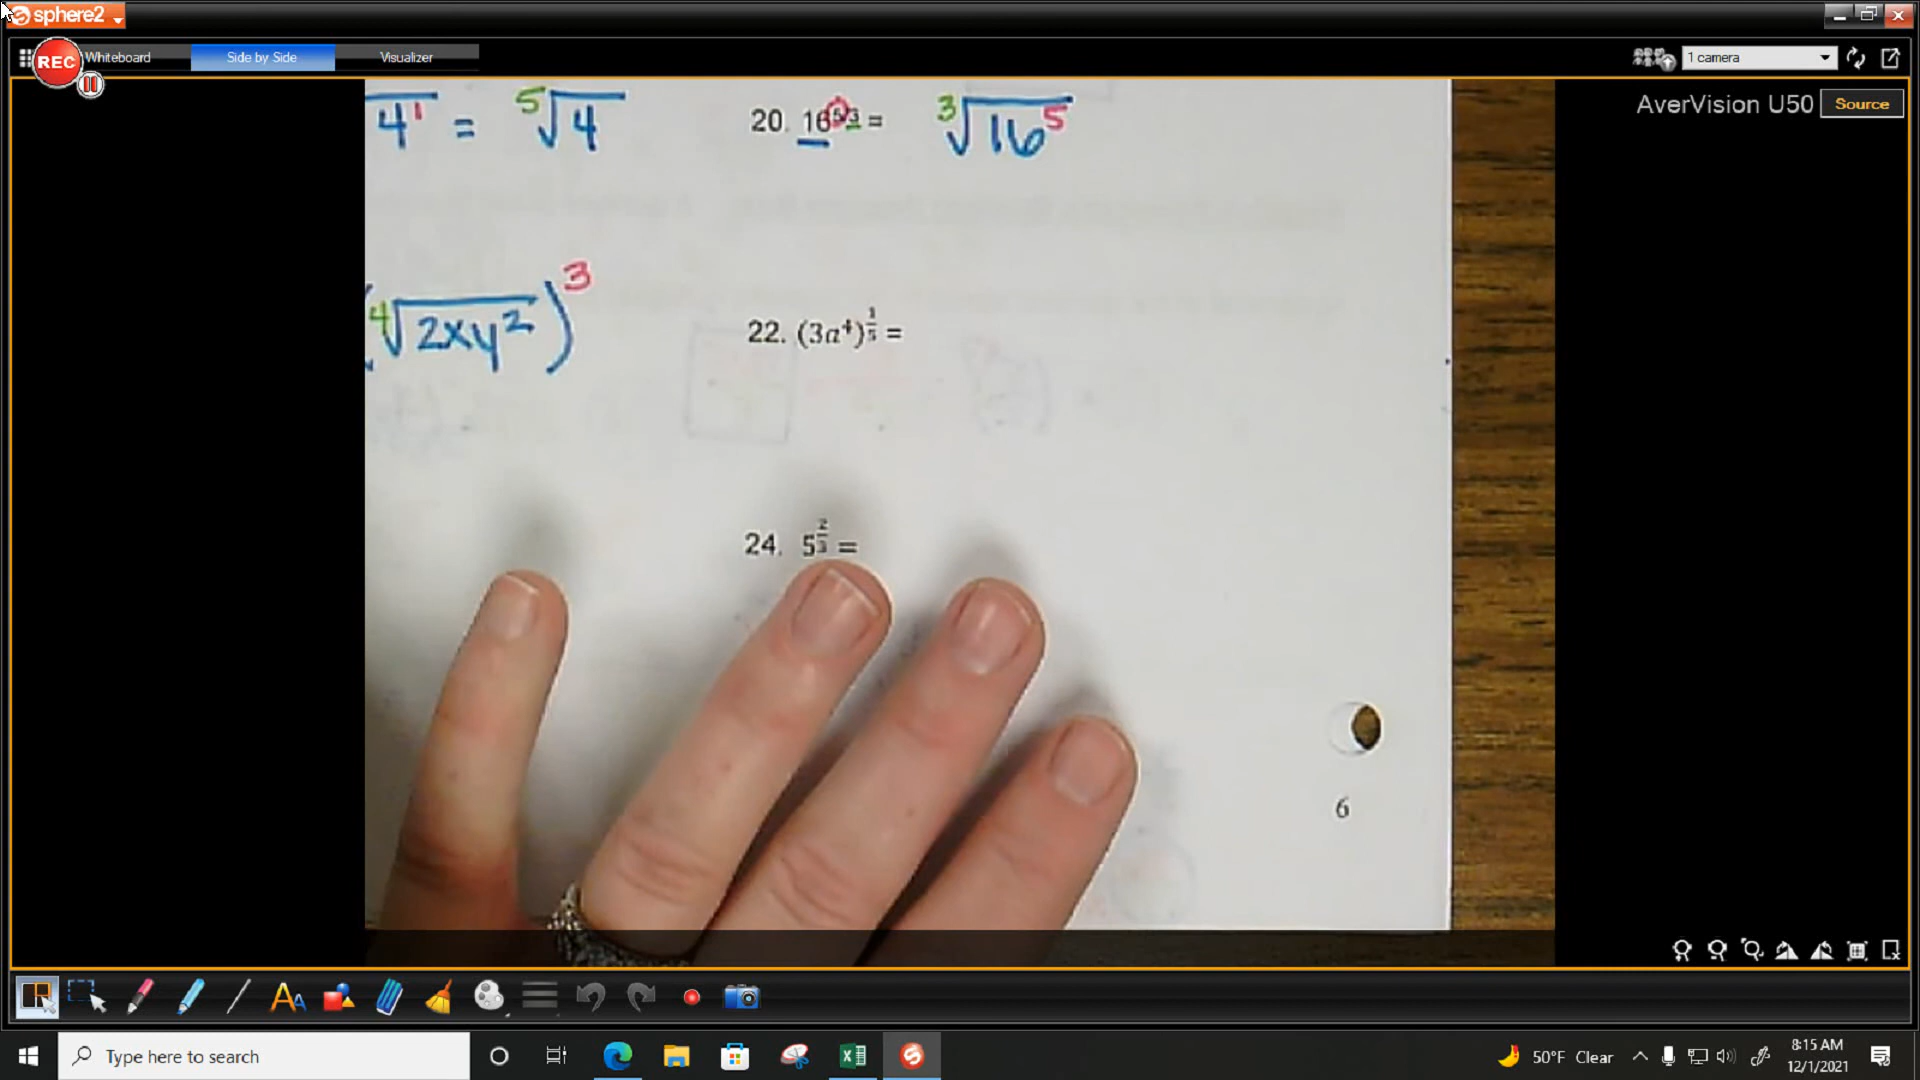 sphere2
REC
Whiteboard
Side by Side
Visualizer
1 camera
AverVision U50
Source
4¹ = ⁵√4
20. 16^5/3 = ³√16⁵
⁴√2xy²)³
22. (3a⁴)^1/5 =
24. 5^2/3 =
6
Type here to search
50°F Clear
8:15 AM
12/1/2021